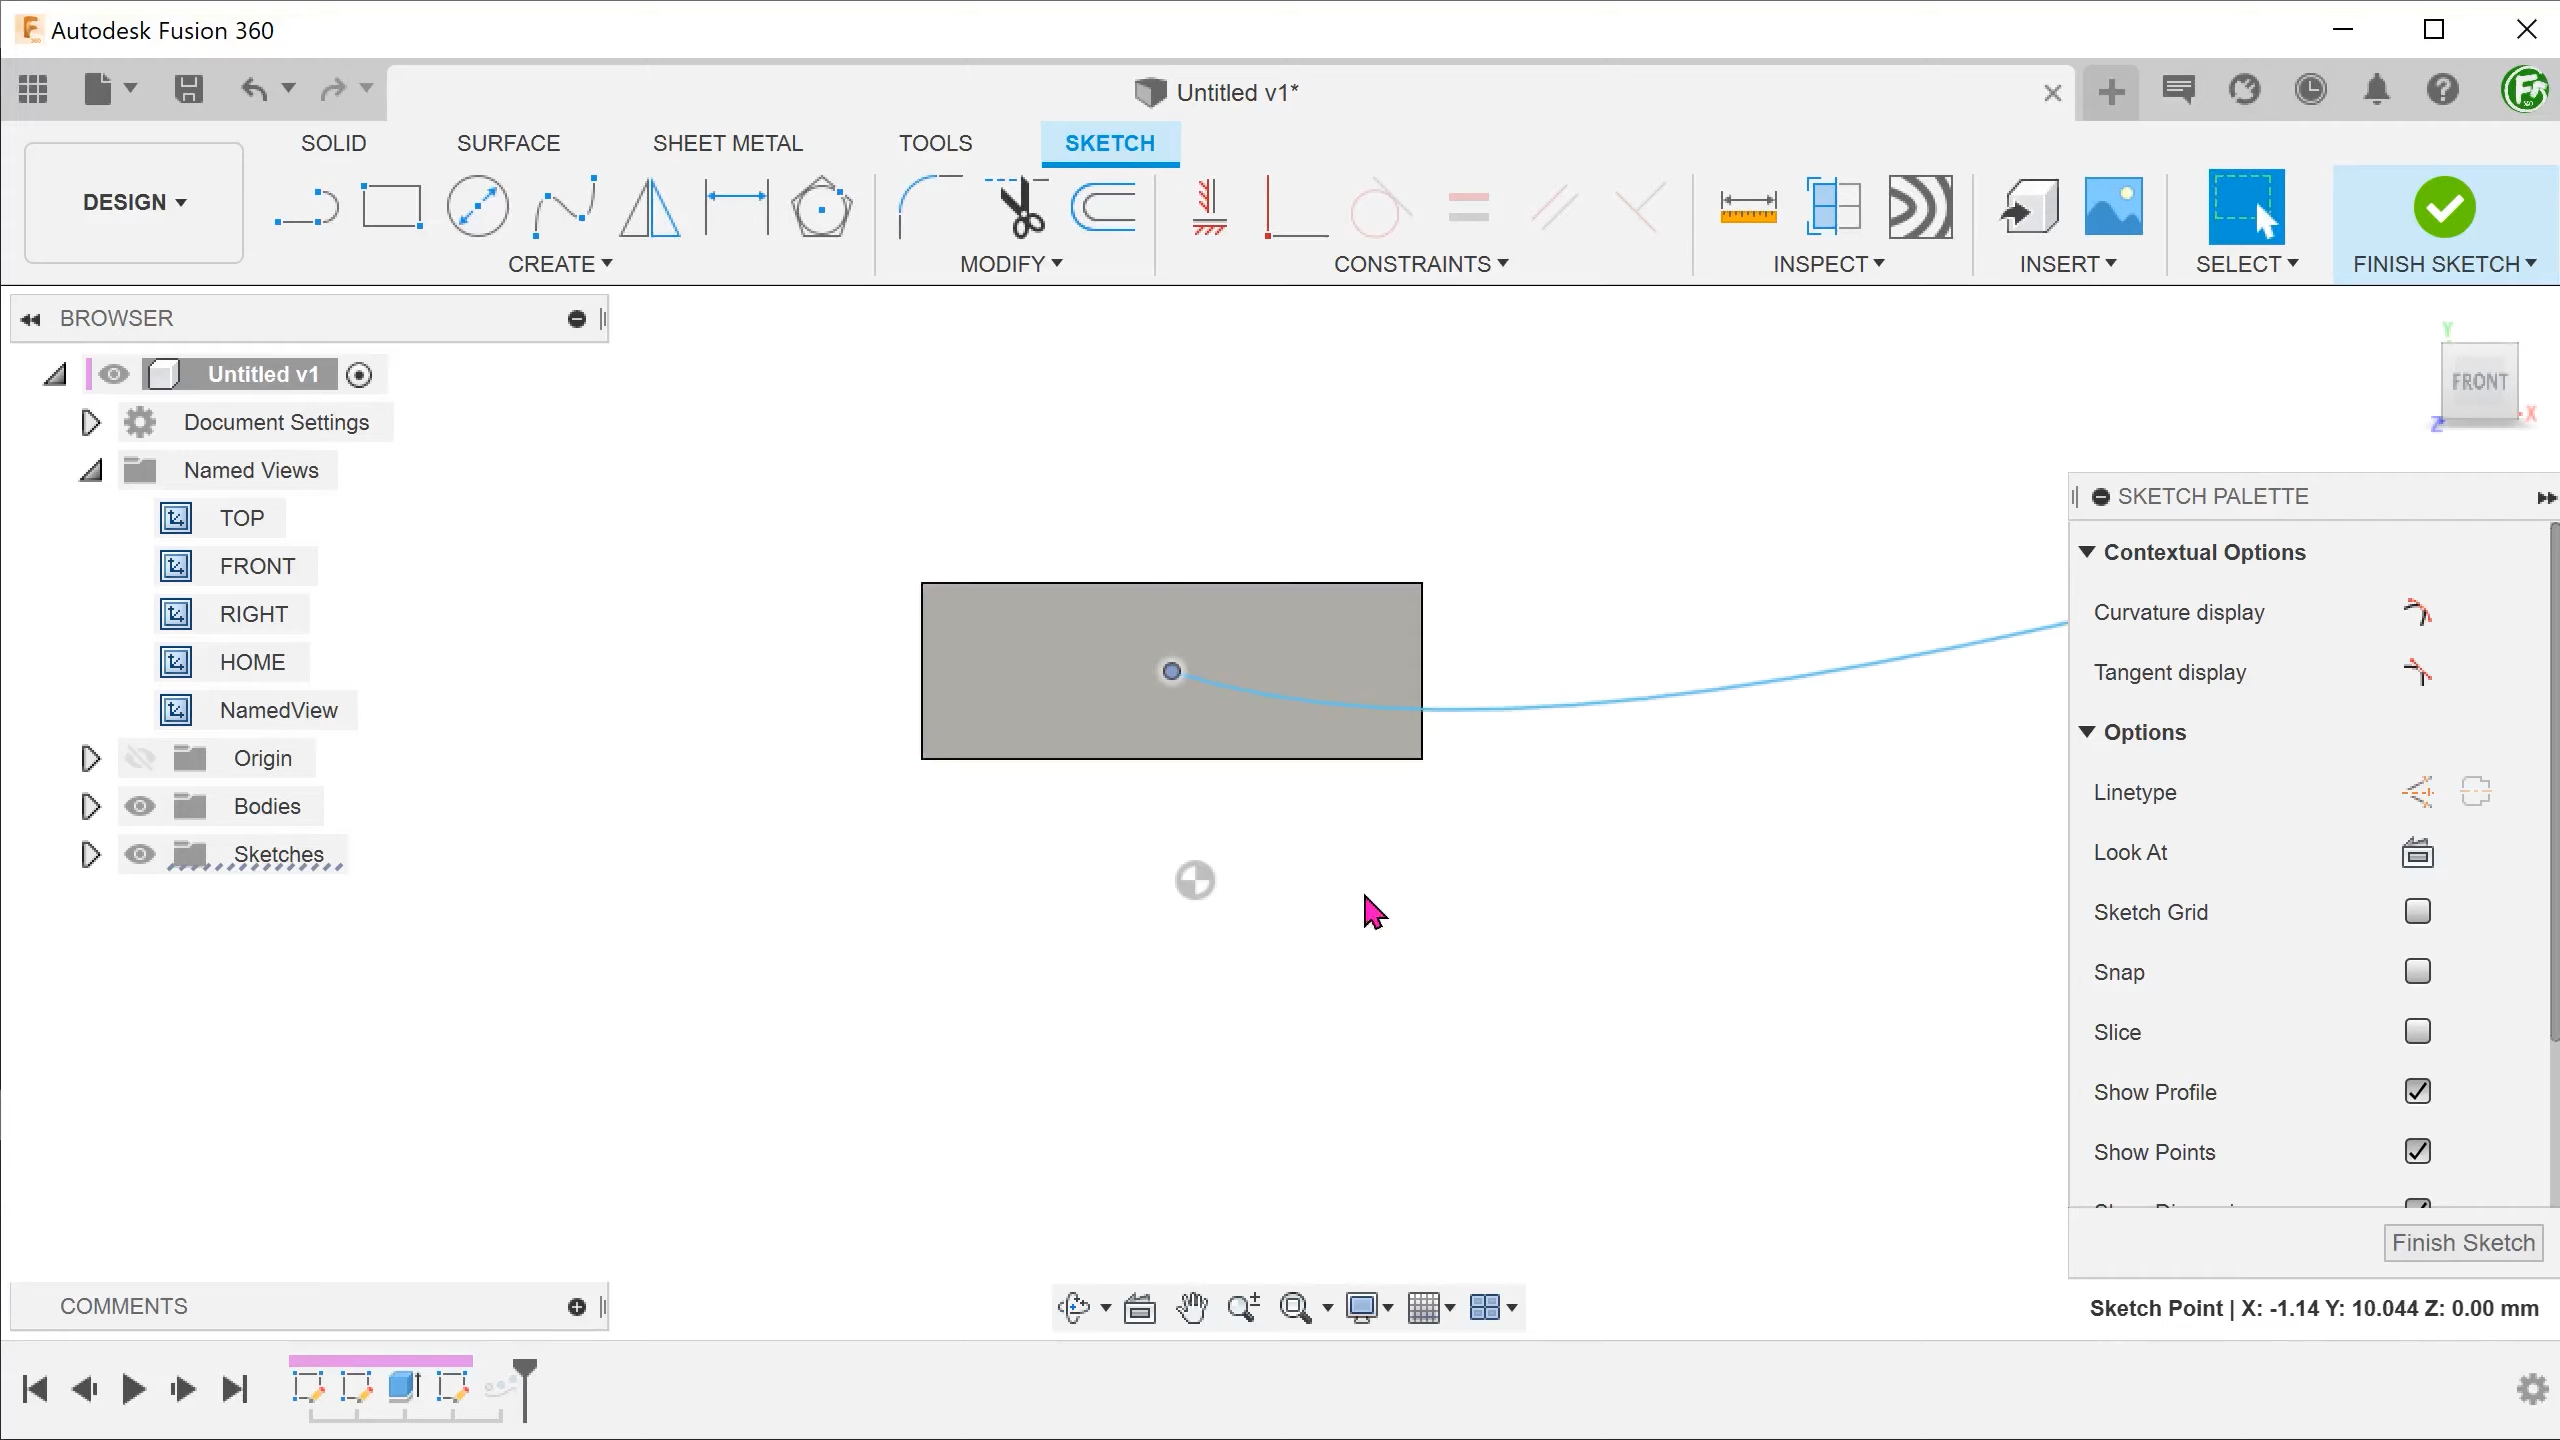 Autodesk Fusion 360
Untitled v1*
SOLID SURFACE SHEET METAL TOOLS SKETCH
DESIGN
CREATE MODIFY CONSTRAINTS INSPECT INSERT SELECT FINISH SKETCH
BROWSER
Untitled v1
Document Settings
Named Views
TOP
FRONT
RIGHT
HOME
NamedView
Origin
Bodies
Sketches
Y
FRONT
X
Z
SKETCH PALETTE
Contextual Options
Curvature display
Tangent display
Options
Linetype
Look At
Sketch Grid
Snap
Slice
Show Profile
Show Points
Finish Sketch
COMMENTS
Sketch Point | X: -1.14 Y: 10.044 Z: 0.00 mm